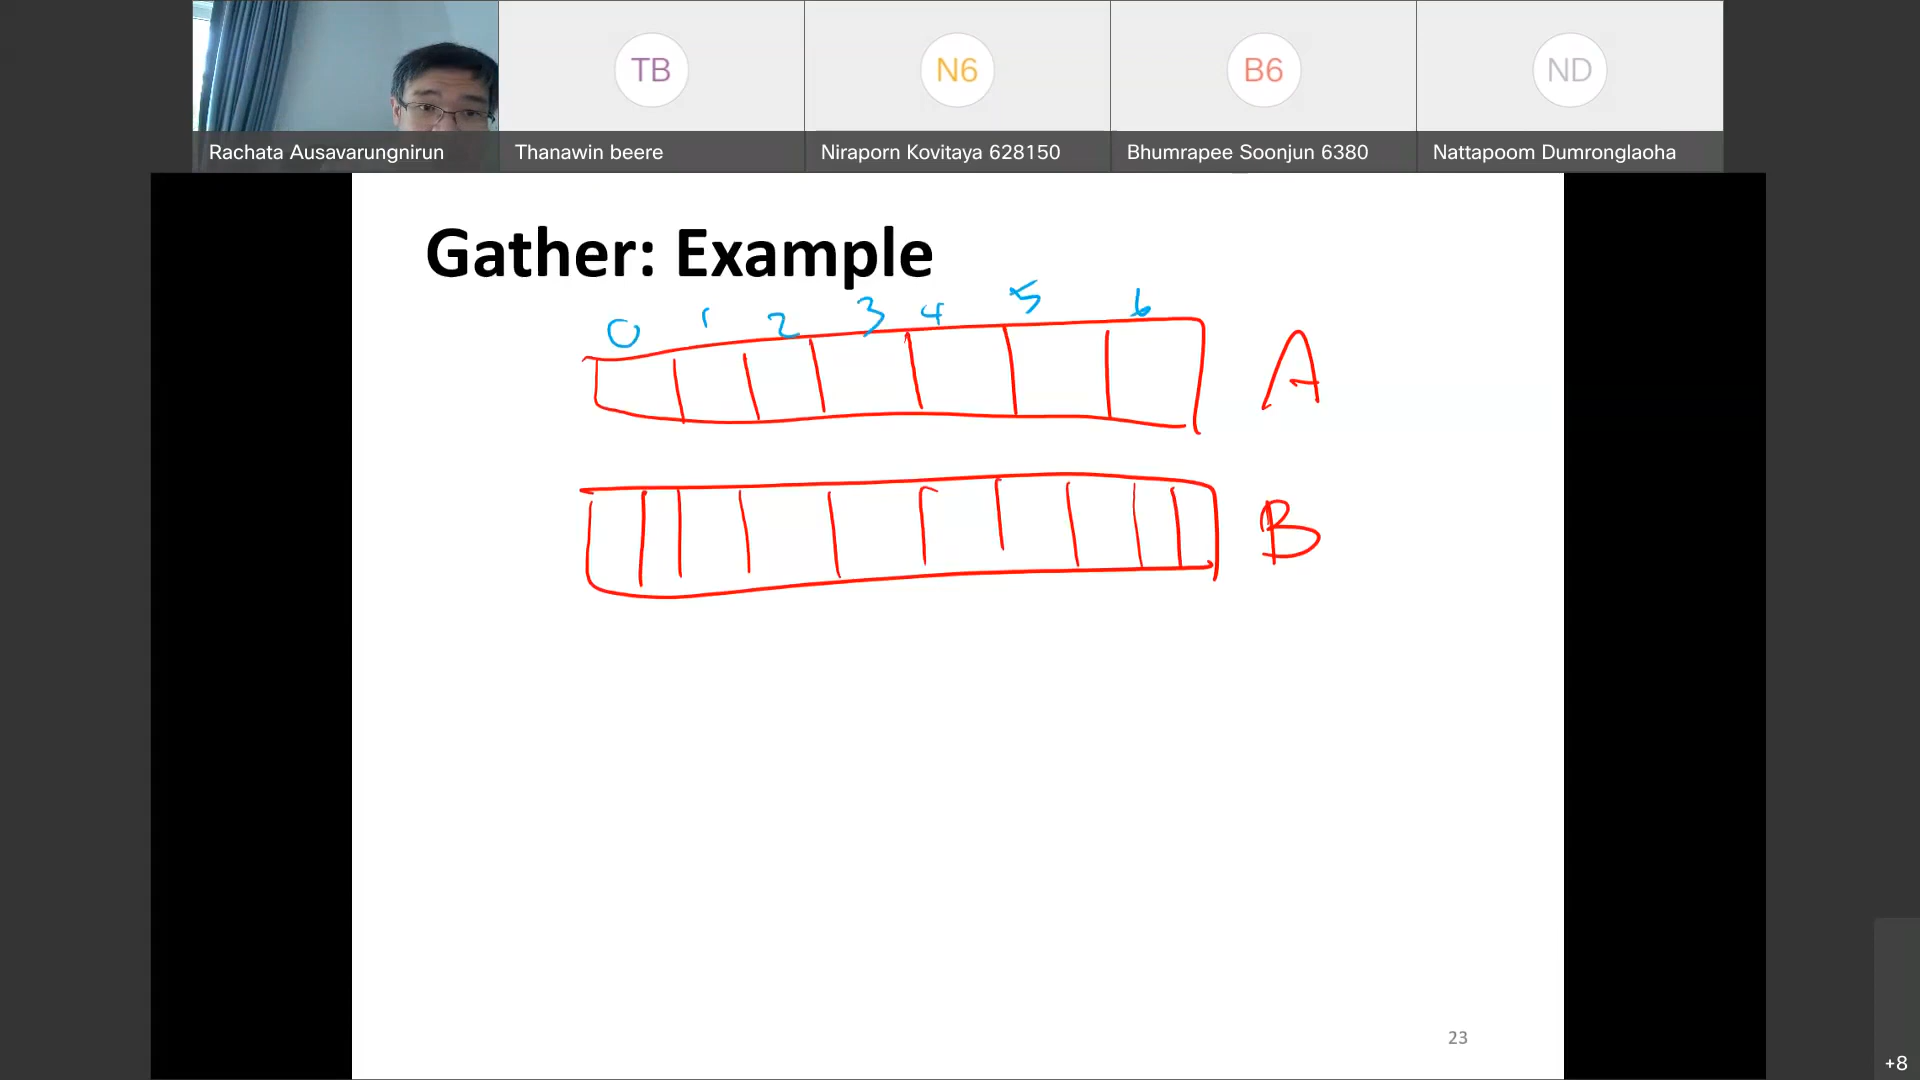 TB
N6
B6
ND
Rachata Ausavarungnirun
Thanawin beere
Niraporn Kovitaya 628150
Bhumrapee Soonjun 6380
Nattapoom Dumronglaoha
Gather: Example
0 1 2 3 4 5 6
A
B
23
+8